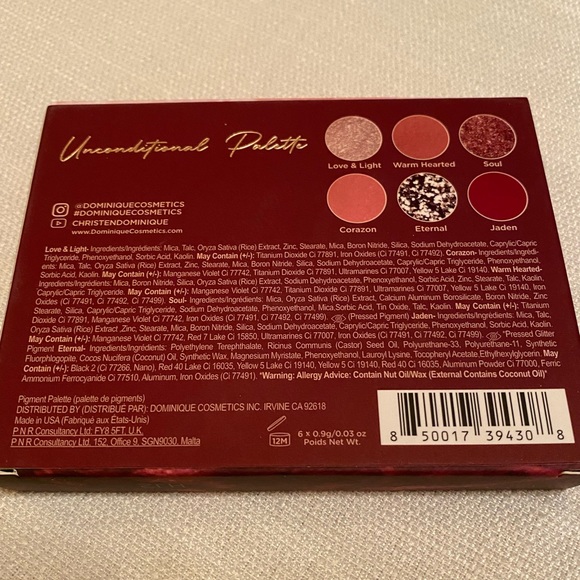 Unconditional Palette
Love & Light
Warm Hearted
Soul
@DOMINIQUECOSMETICS
#DOMINIQUECOSMETICS
CHRISTENDOMINIQUE
www.DominiqueCosmetics.com
Corazon
Eternal
Jaden
Love & Light- Ingredients/Ingrédients: Mica, Talc, Oryza Sativa (Rice) Extract, Zinc, Stearate, Mica, Boron Nitride, Silica, Sodium Dehydroacetate, Caprylic/Capric
Triglyceride, Phenoxyethanol, Sorbic Acid, Kaolin. May Contain (+/-): Titanium Dioxide Ci 77891, Iron Oxides (Ci 77491, Ci 77499). Corazon- Ingredients/Ingrédi-
ents: Mica, Talc, Oryza Sativa (Rice) Extract, Zinc, Stearate, Mica, Boron Nitride, Silica, Sodium Dehydroacetate, Caprylic/Capric Triglyceride, Phenoxyethanol,
Sorbic Acid, Kaolin. May Contain (+/-): Manganese Violet Ci 77742, Titanium Dioxide Ci 77891, Ultramarines Ci 77007, Yellow 5 Lake Ci 19140. Warm Hearted-
Ingredients/Ingrédients: Mica, Talc, Oryza Sativa (Rice) Extract, Zinc, Stearate, Mica, Boron Nitride, Silica, Sodium Dehydroacetate, Phenoxyethanol, Sorbic Acid, Kaolin,
Caprylic/Capric Triglyceride. May Contain (+/-): Manganese Violet Ci 77742, Titanium Dioxide Ci 77891, Ultramarines Ci 77007, Yellow 5 Lake Ci 19140, Iron
Oxides (Ci 77491, Ci 77492, Ci 77499). Soul- Ingredients/Ingrédients: Mica, Oryza Sativa (Rice) Extract, Calcium Aluminum Borosilicate, Boron Nitride, Zinc
Stearate, Silica, Caprylic/Capric Triglyceride, Sodium Dehydroacetate, Phenoxyethanol, Mica,Sorbic Acid, Tin Oxide, Talc, Kaolin. May Contain (+/-): Titanium
Dioxide Ci 77891, Manganese Violet Ci 77742, Iron Oxides (Ci 77491, Ci 77492, Ci 77499). (Pressed Pigment) Jaden- Ingredients/Ingrédients: Mica, Talc,
Oryza Sativa (Rice) Extract ,Zinc, Stearate, Mica, Boron Nitride, Silica, Sodium Dehydroacetate, Caprylic/Capric Triglyceride, Phenoxyethanol, Sorbic Acid, Kaolin.
May Contain (+/-): Manganese Violet Ci 77742, Red 7 Lake Ci 15850, Ultramarines Ci 77007, Iron Oxides (Ci 77491, Ci 77492, Ci 77499). (Pressed Glitter
Pigment) Eternal- Ingredients/Ingrédients: Polyethylene Terephthalate, Ricinus Communis (Castor) Seed Oil, Polyurethane-33, Polyurethane-11, Synthetic
Fluorphlogopite, Cocos Nucifera (Coconut) Oil, Synthetic Wax, Magnesium Myristate, Phenoxyethanol, Lauroyl Lysine, Tocopheryl Acetate,Ethylhexylglycerin. May
Contain (+/-): Black 2 (Ci 77266, Nano), Red 40 Lake Ci 16035, Yellow 5 Lake Ci 19140, Red 40 Lake Ci 16035, Aluminum Powder Ci 77000, Ferric
Ammonium Ferrocyanide Ci 77510, Aluminum, Iron Oxides (Ci 77491). *Warning: Allergy Advice: Contain Nut Oil/Wax (External Contains Coconut Oil)*
Pigment Palette (palette de pigments)
DISTRIBUTED BY (DISTRIBUÉ PAR): DOMINIQUE COSMETICS INC. IRVINE CA 92618
Made in USA (Fabriqué aux États-Unis)
P N R Consultancy Ltd: FY8 5FT. U.K
P N R Consultancy Ltd. 152, Office 9, SGN9030, Malta
12M
6 x 0.9g/0.03 oz
Poids Net Wt.
8 50017 39430 8